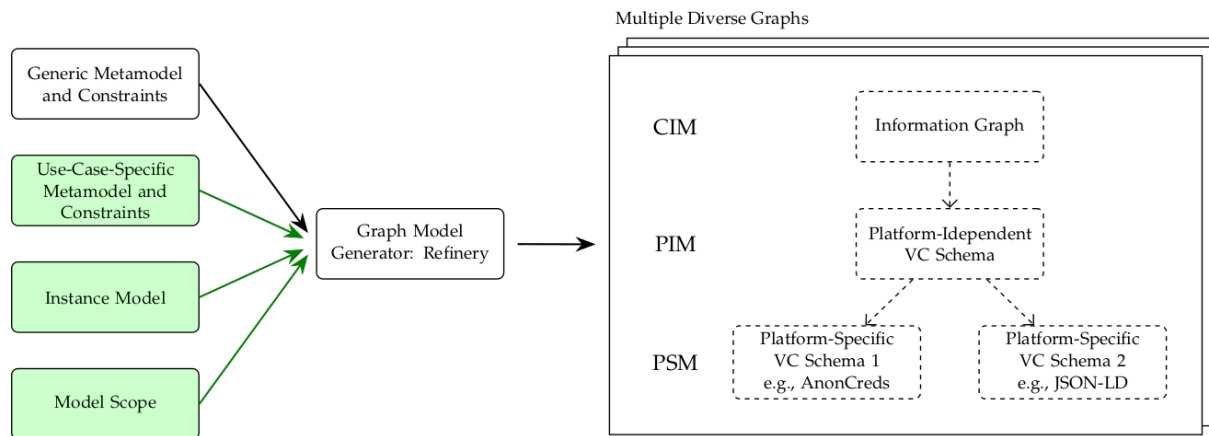 Multiple Diverse Graphs
Generic Metamodel
and Constraints
Use-Case-Specific
Metamodel and
Constraints
Instance Model
Model Scope
Graph Model
Generator: Refinery
CIM
Information Graph
PIM
Platform-Idependent
VC Schema
PSM
Platform-Specific
VC Schema 1
e.g., AnonCreds
Platform-Specific
VC Schema 2
e.g., JSON-LD